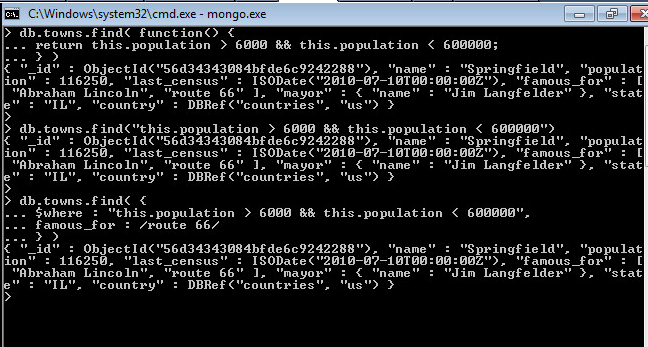 C:\Windows\system32\cmd.exe - mongo.exe
> db.towns.find( function() {
... return this.population > 6000 && this.population < 600000;
... } )
{ "_id" : ObjectId("56d34343084bfde6c9242288"), "name" : "Springfield", "populat
ion" : 116250, "last_census" : ISODate("2010-07-10T00:00:00Z"), "famous_for" : [
 "Abraham Lincoln", "route 66" ], "mayor" : { "name" : "Jim Langfelder" }, "stat
e" : "IL", "country" : DBRef("countries", "us") }
>
> db.towns.find("this.population > 6000 && this.population < 600000")
{ "_id" : ObjectId("56d34343084bfde6c9242288"), "name" : "Springfield", "populat
ion" : 116250, "last_census" : ISODate("2010-07-10T00:00:00Z"), "famous_for" : [
 "Abraham Lincoln", "route 66" ], "mayor" : { "name" : "Jim Langfelder" }, "stat
e" : "IL", "country" : DBRef("countries", "us") }
>
> db.towns.find( {
... $where : "this.population > 6000 && this.population < 600000",
... famous_for : /route 66/
... } )
{ "_id" : ObjectId("56d34343084bfde6c9242288"), "name" : "Springfield", "populat
ion" : 116250, "last_census" : ISODate("2010-07-10T00:00:00Z"), "famous_for" : [
 "Abraham Lincoln", "route 66" ], "mayor" : { "name" : "Jim Langfelder" }, "stat
e" : "IL", "country" : DBRef("countries", "us") }
>